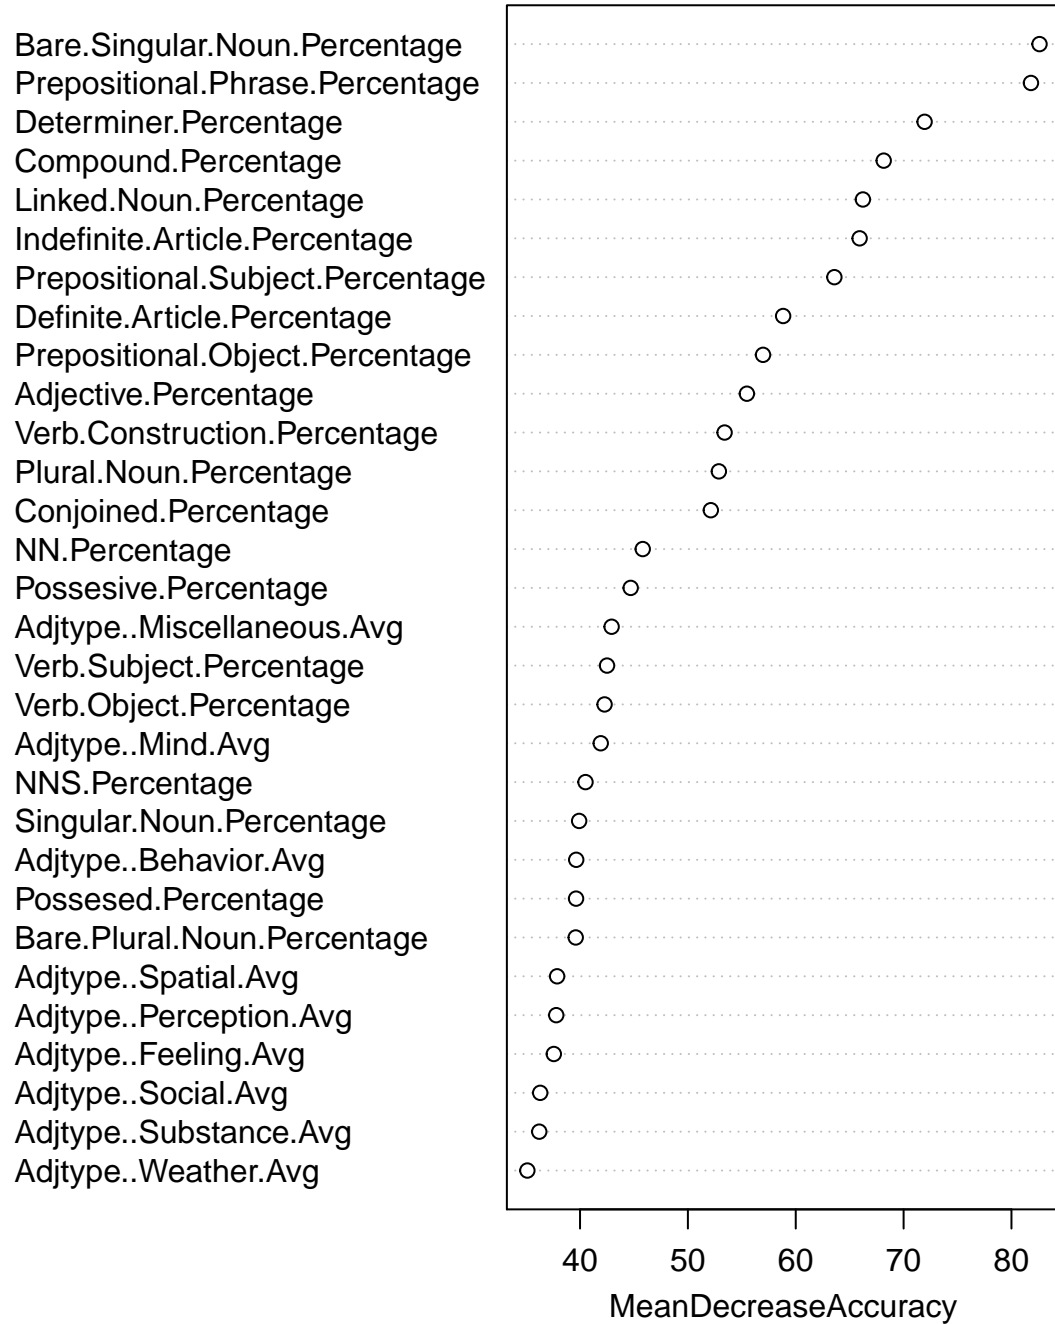 Bare.Singular.Noun.Percentage
Prepositional.Phrase.Percentage
Determiner.Percentage
Compound.Percentage
Linked.Noun.Percentage
Indefinite.Article.Percentage
Prepositional.Subject.Percentage
Definite.Article.Percentage
Prepositional.Object.Percentage
Adjective.Percentage
Verb.Construction.Percentage
Plural.Noun.Percentage
Conjoined.Percentage
NN.Percentage
Possesive.Percentage
Adjtype..Miscellaneous.Avg
Verb.Subject.Percentage
Verb.Object.Percentage
Adjtype..Mind.Avg
NNS.Percentage
Singular.Noun.Percentage
Adjtype..Behavior.Avg
Possesed.Percentage
Bare.Plural.Noun.Percentage
Adjtype..Spatial.Avg
Adjtype..Perception.Avg
Adjtype..Feeling.Avg
Adjtype..Social.Avg
Adjtype..Substance.Avg
Adjtype..Weather.Avg
40 50 60 70 80
MeanDecreaseAccuracy